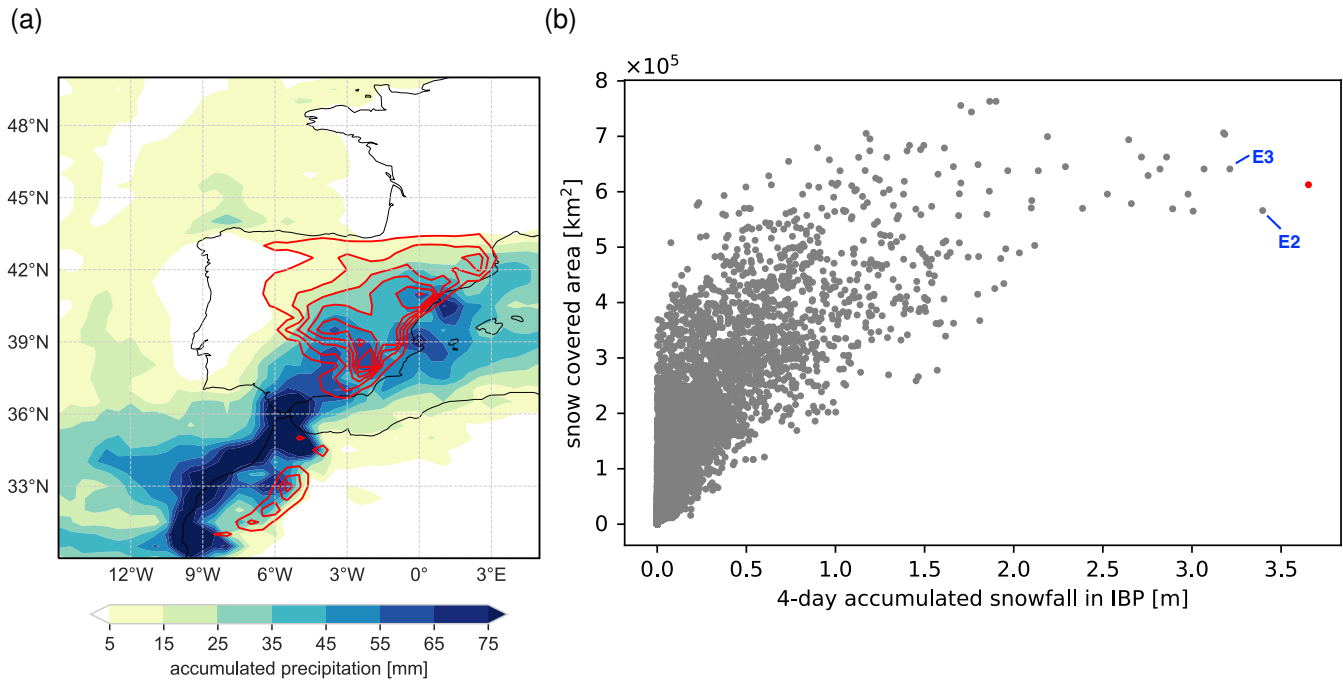 (a)
48°N
45°N
42°N
39°N
36°N
33°N
12°W 9°W 6°W 3°W 0° 3°E
5 15 25 35 45 55 65 75
accumulated precipitation [mm]
(b)
×10⁵
8
7
6
5
4
3
2
1
0
snow covered area [km²]
E3
E2
0.0 0.5 1.0 1.5 2.0 2.5 3.0 3.5
4-day accumulated snowfall in IBP [m]